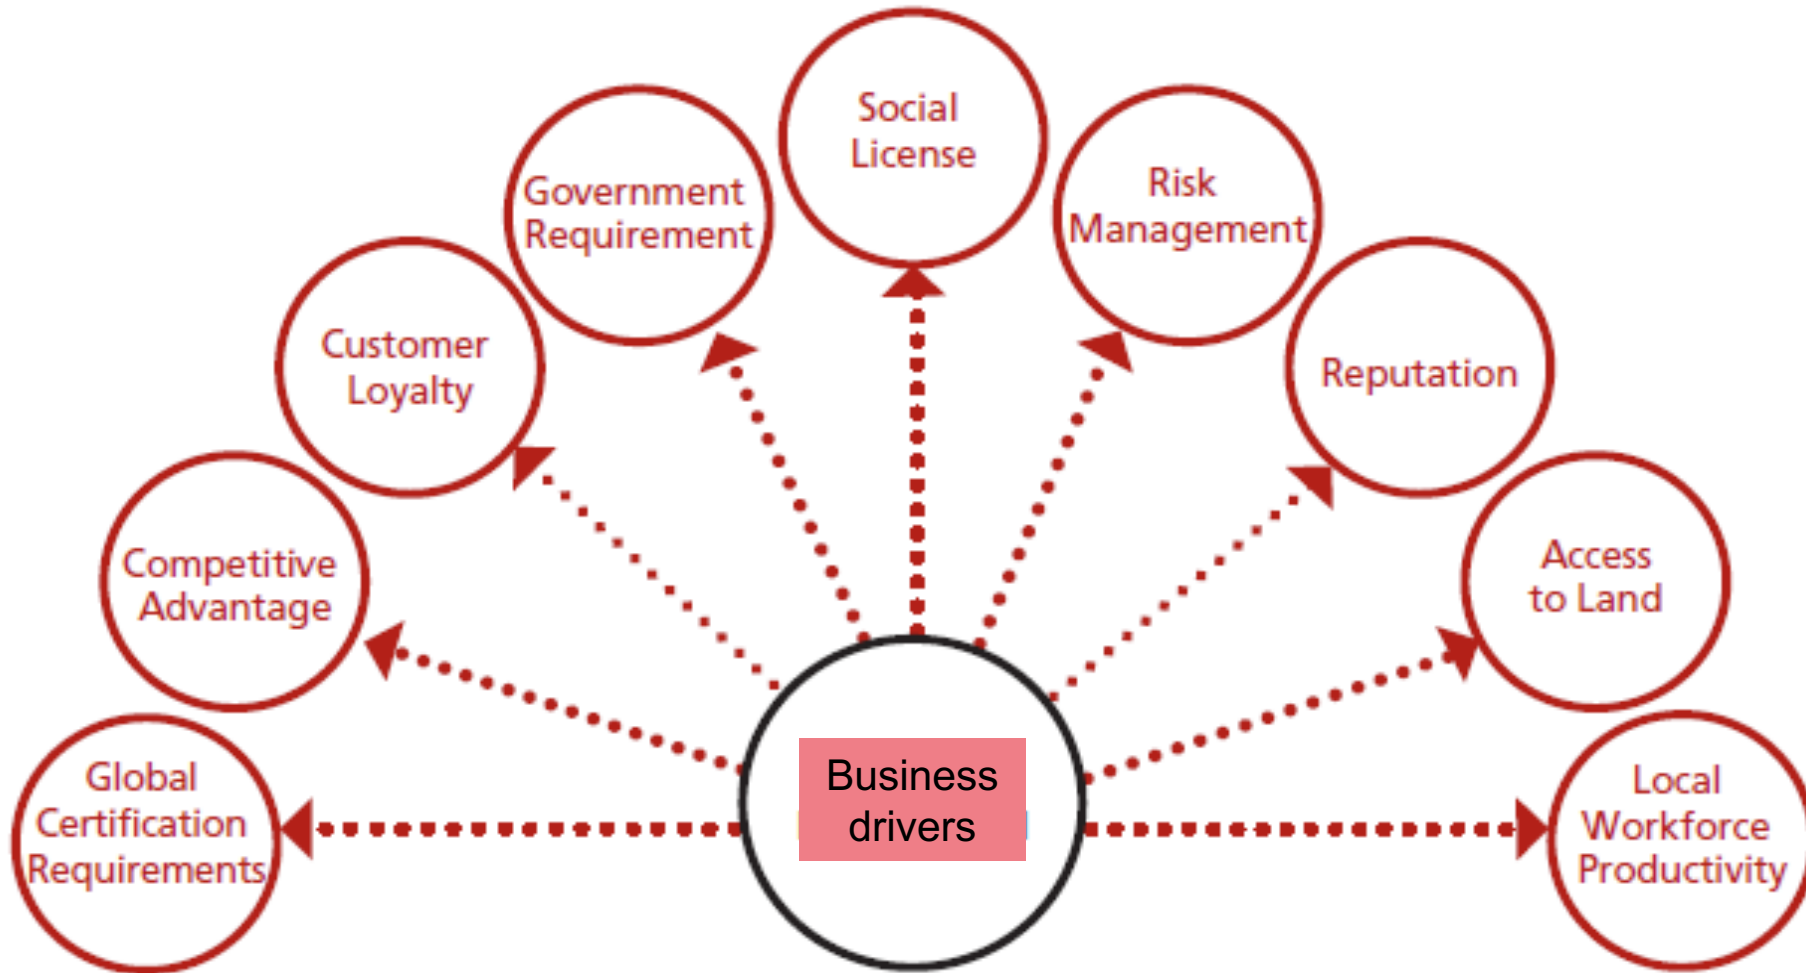 Social
License
Government
Requirement
Risk
Management
Customer
Loyalty
Reputation
Competitive
Advantage
Access
to Land
Global
Certification
Requirements
Business
drivers
Local
Workforce
Productivity